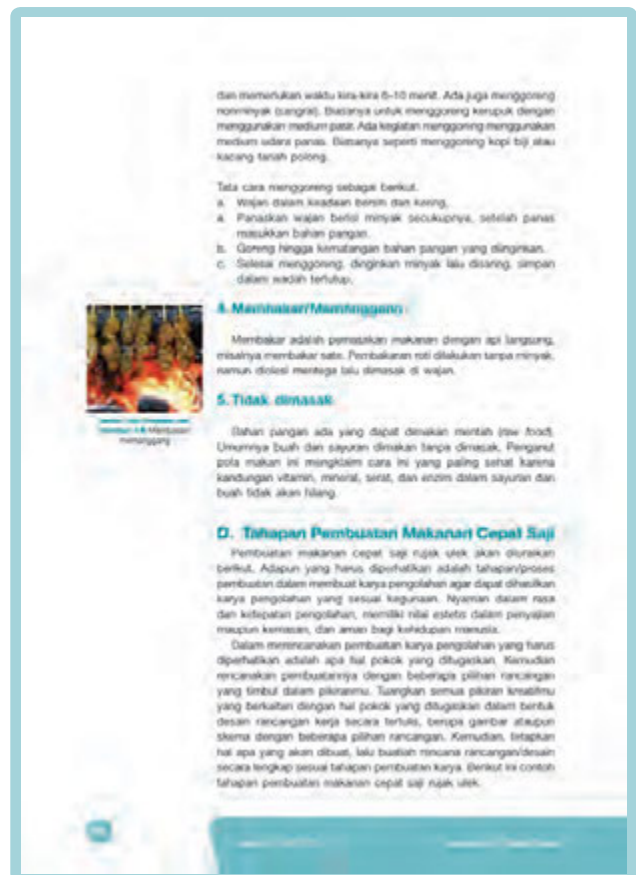 dan memerlukan waktu kira-kira 6–10 menit. Ada juga menggoreng
nonminyak (sangrai). Biasanya untuk menggoreng kerupuk dengan
menggunakan medium pasir. Ada kegiatan menggoreng menggunakan
medium udara panas. Biasanya seperti menggoreng kopi biji atau
kacang tanah polong.
Tata cara menggoreng sebagai berikut.
a. Wajan dalam keadaan bersih dan kering.
a. Panaskan wajan berisi minyak secukupnya, setelah panas
masukkan bahan pangan.
b. Goreng hingga kematangan bahan pangan yang diinginkan.
c. Selesai menggoreng, dinginkan minyak lalu disaring, simpan
dalam wadah tertutup.
4. Membakar/Memanggang
Membakar adalah pemasakan makanan dengan api langsung,
misalnya membakar sate. Pembakaran roti dilakukan tanpa minyak,
namun diolesi mentega lalu dimasak di wajan.
Membakar
memanggang
5. Tidak dimasak
Bahan pangan ada yang dapat dimakan mentah (raw food).
Umumnya buah dan sayuran dimakan tanpa dimasak. Penganut
pola makan ini mengklaim cara ini yang paling sehat karena
kandungan vitamin, mineral, serat, dan enzim dalam sayuran dan
buah tidak akan hilang.
D. Tahapan Pembuatan Makanan Cepat Saji
Pembuatan makanan cepat saji rujak ulek akan diuraikan
berikut. Adapun yang harus diperhatikan adalah tahapan/proses
pembuatan dalam membuat karya pengolahan agar dapat dihasilkan
karya pengolahan yang sesuai kegunaan. Nyaman dalam rasa
dan ketepatan pengolahan, memiliki nilai estetis dalam penyajian
maupun kemasan, dan aman bagi kehidupan manusia.
Dalam merencanakan pembuatan karya pengolahan yang harus
diperhatikan adalah apa hal pokok yang ditugaskan. Kemudian
rencanakan pembuatannya dengan beberapa pilihan rancangan
yang timbul dalam pikiranmu. Tuangkan semua pikiran kreatifmu
yang berkaitan dengan hal pokok yang ditugaskan dalam bentuk
desain rancangan kerja secara tertulis, berupa gambar ataupun
skema dengan beberapa pilihan rancangan. Kemudian, tetapkan
hal apa yang akan dibuat, lalu buatlah rencana rancangan/desain
secara lengkap sesuai tahapan pembuatan karya. Berikut ini contoh
tahapan pembuatan makanan cepat saji rujak ulek.